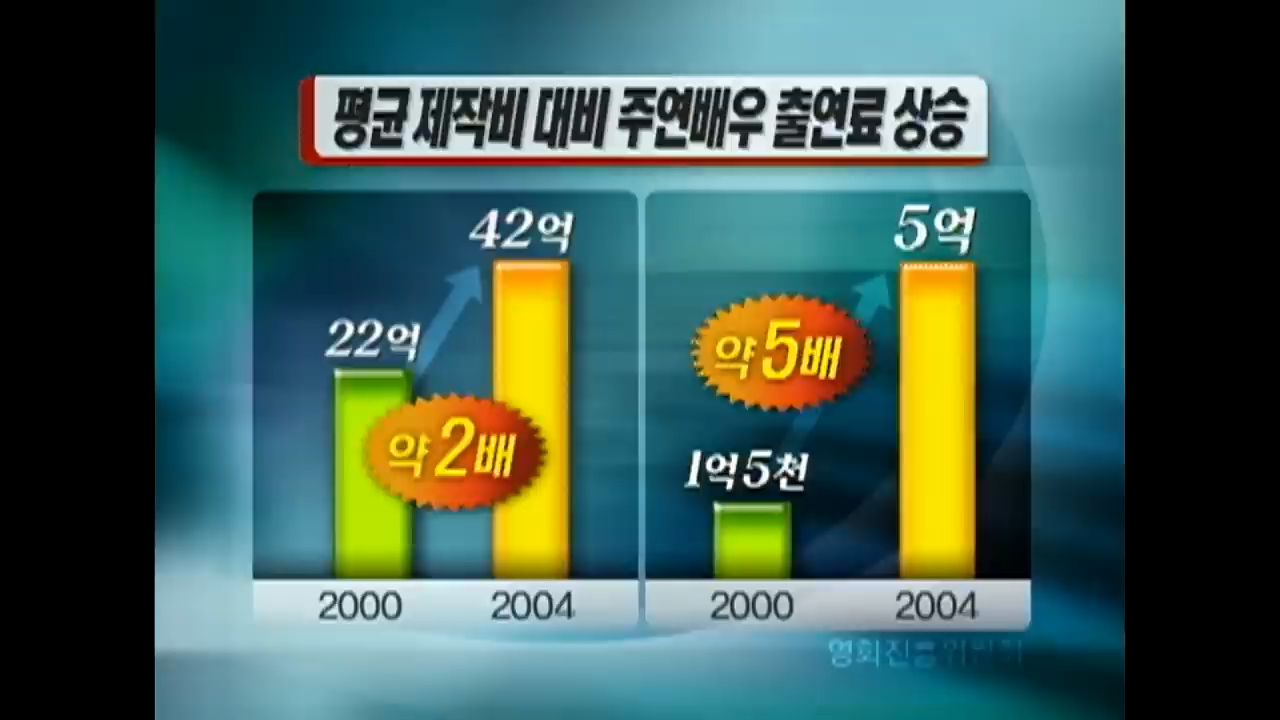 평균 제작비 대비 주연배우 출연료 상승
42억
22억
약 2배
2000 2004
5억
약 5배
1억 5천
2000 2004
영화진흥위원회